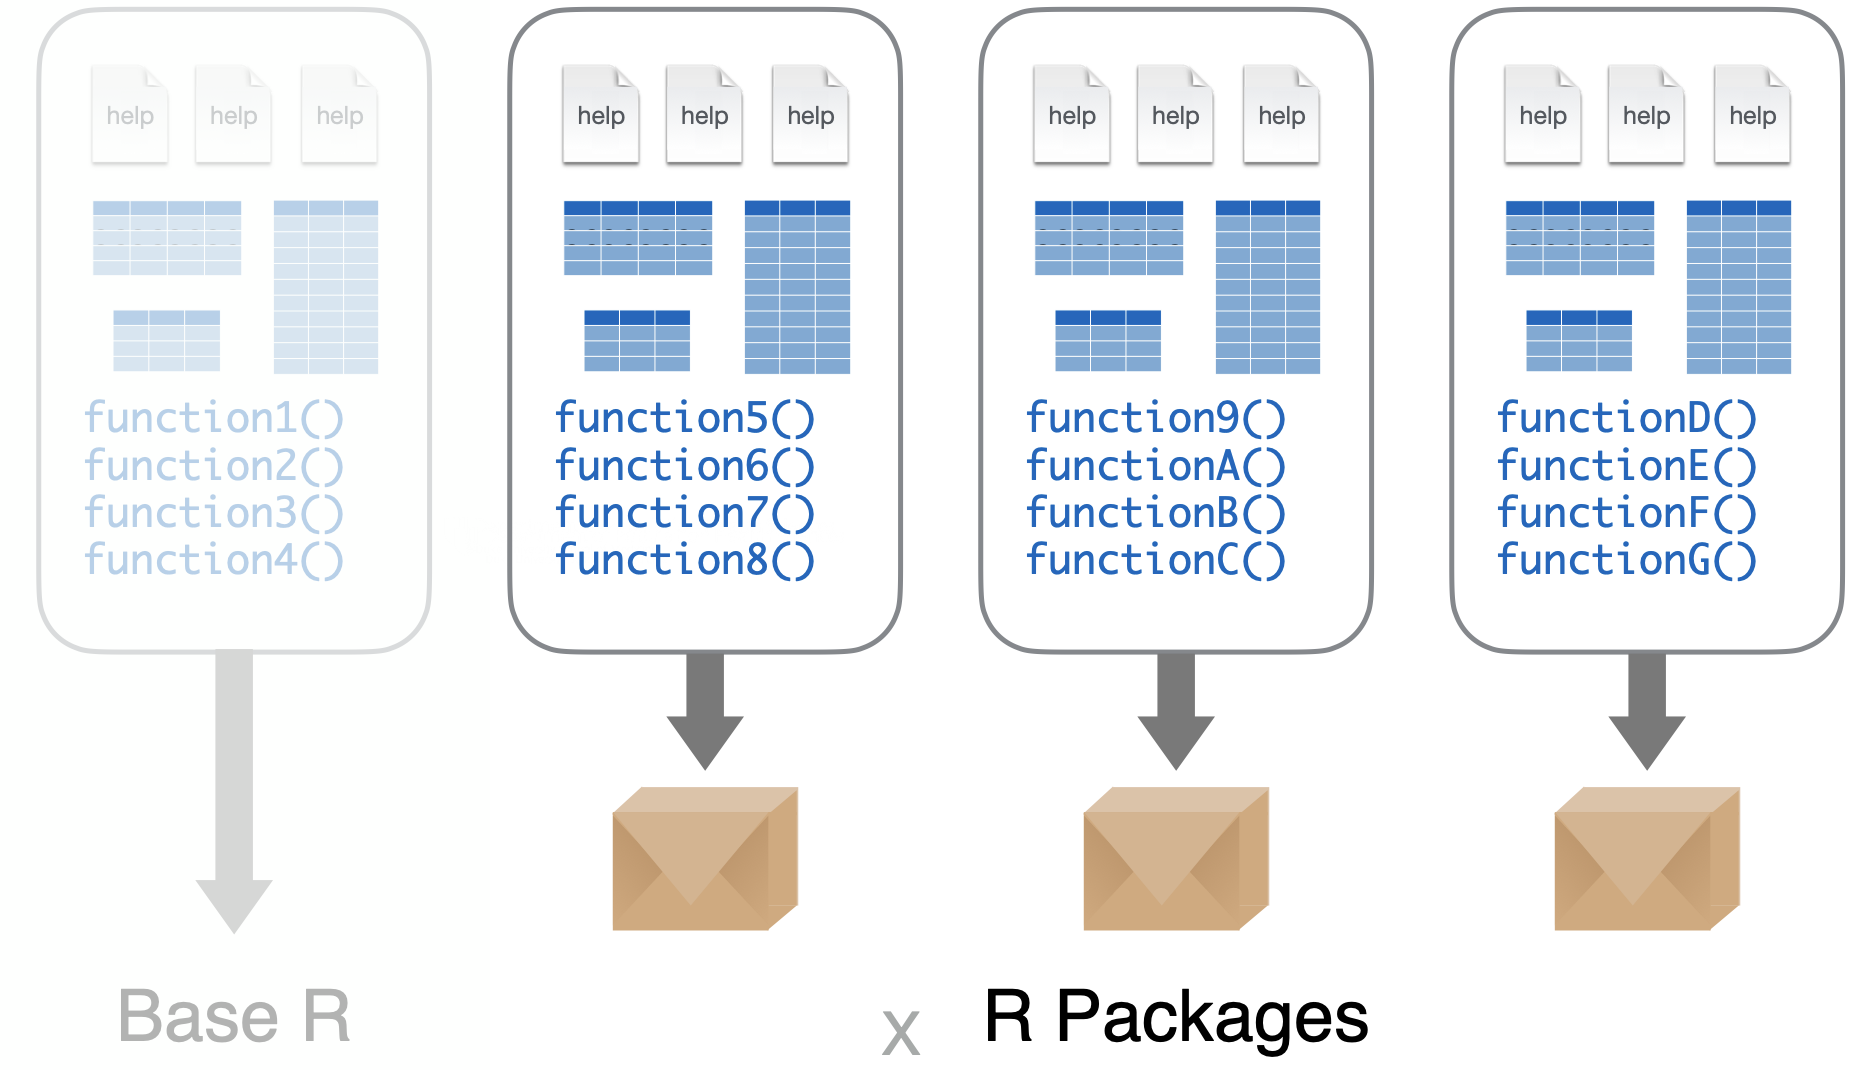 help help help
function1()
function2()
function3()
function4()
Base R
help help help
function5()
function6()
function7()
function8()
help help help
function9()
functionA()
functionB()
functionC()
help help help
functionD()
functionE()
functionF()
functionG()
x R Packages